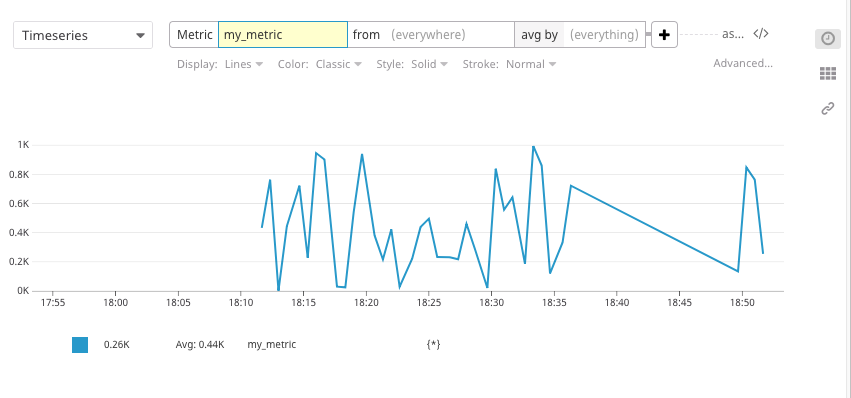 Timeseries Metric my_metric from (everywhere) avg by (everything) + as... </>
Display: Lines Color: Classic Style: Solid Stroke: Normal Advanced...
1K
0.8K
0.6K
0.4K
0.2K
0K
17:55 18:00 18:05 18:10 18:15 18:20 18:25 18:30 18:35 18:40 18:45 18:50
0.26K Avg: 0.44K my_metric {*}